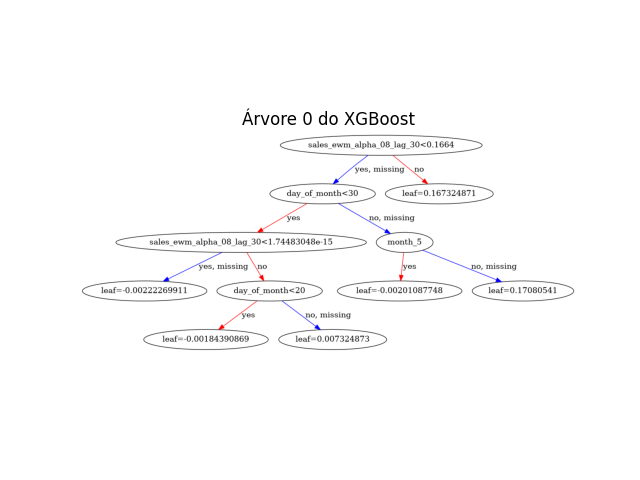 Árvore 0 do XGBoost
sales_ewm_alpha_08_lag_30<0.1664
yes, missing
no
day_of_month<30
leaf=0.167324871
yes
no, missing
sales_ewm_alpha_08_lag_30<1.74483048e-15
month_5
yes, missing
no
yes
no, missing
leaf=-0.00222269911
day_of_month<20
leaf=-0.00201087748
leaf=0.17080541
yes
no, missing
leaf=-0.00184390869
leaf=0.007324873